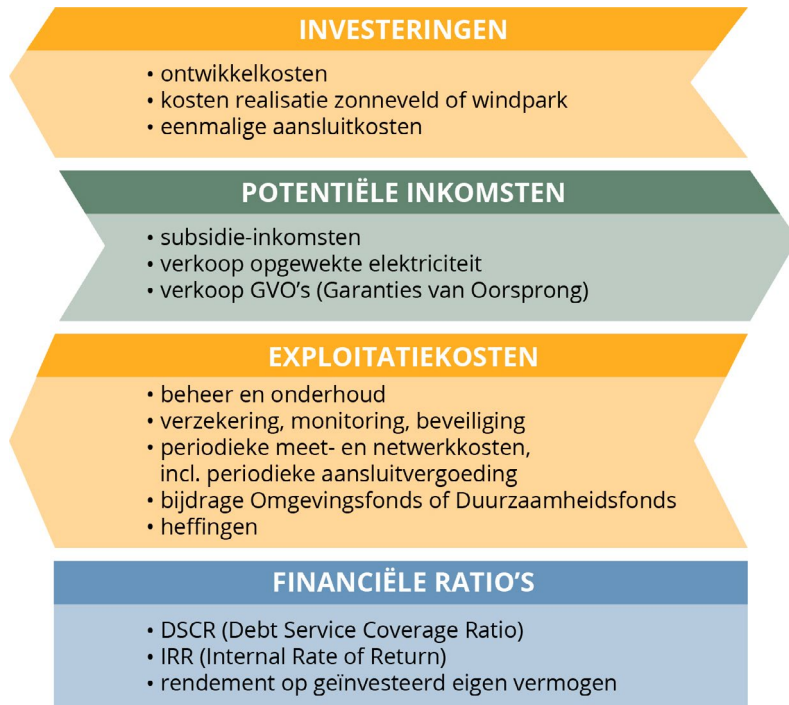 INVESTERINGEN
• ontwikkelkosten
• kosten realisatie zonneveld of windpark
• eenmalige aansluitkosten
POTENTIËLE INKOMSTEN
• subsidie-inkomsten
• verkoop opgewekte elektriciteit
• verkoop GVO’s (Garanties van Oorsprong)
EXPLOITATIEKOSTEN
• beheer en onderhoud
• verzekering, monitoring, beveiliging
• periodieke meet- en netwerkkosten,
incl. periodieke aansluitvergoeding
• bijdrage Omgevingsfonds of Duurzaamheidsfonds
• heffingen
FINANCIËLE RATIO’S
• DSCR (Debt Service Coverage Ratio)
• IRR (Internal Rate of Return)
• rendement op geïnvesteerd eigen vermogen